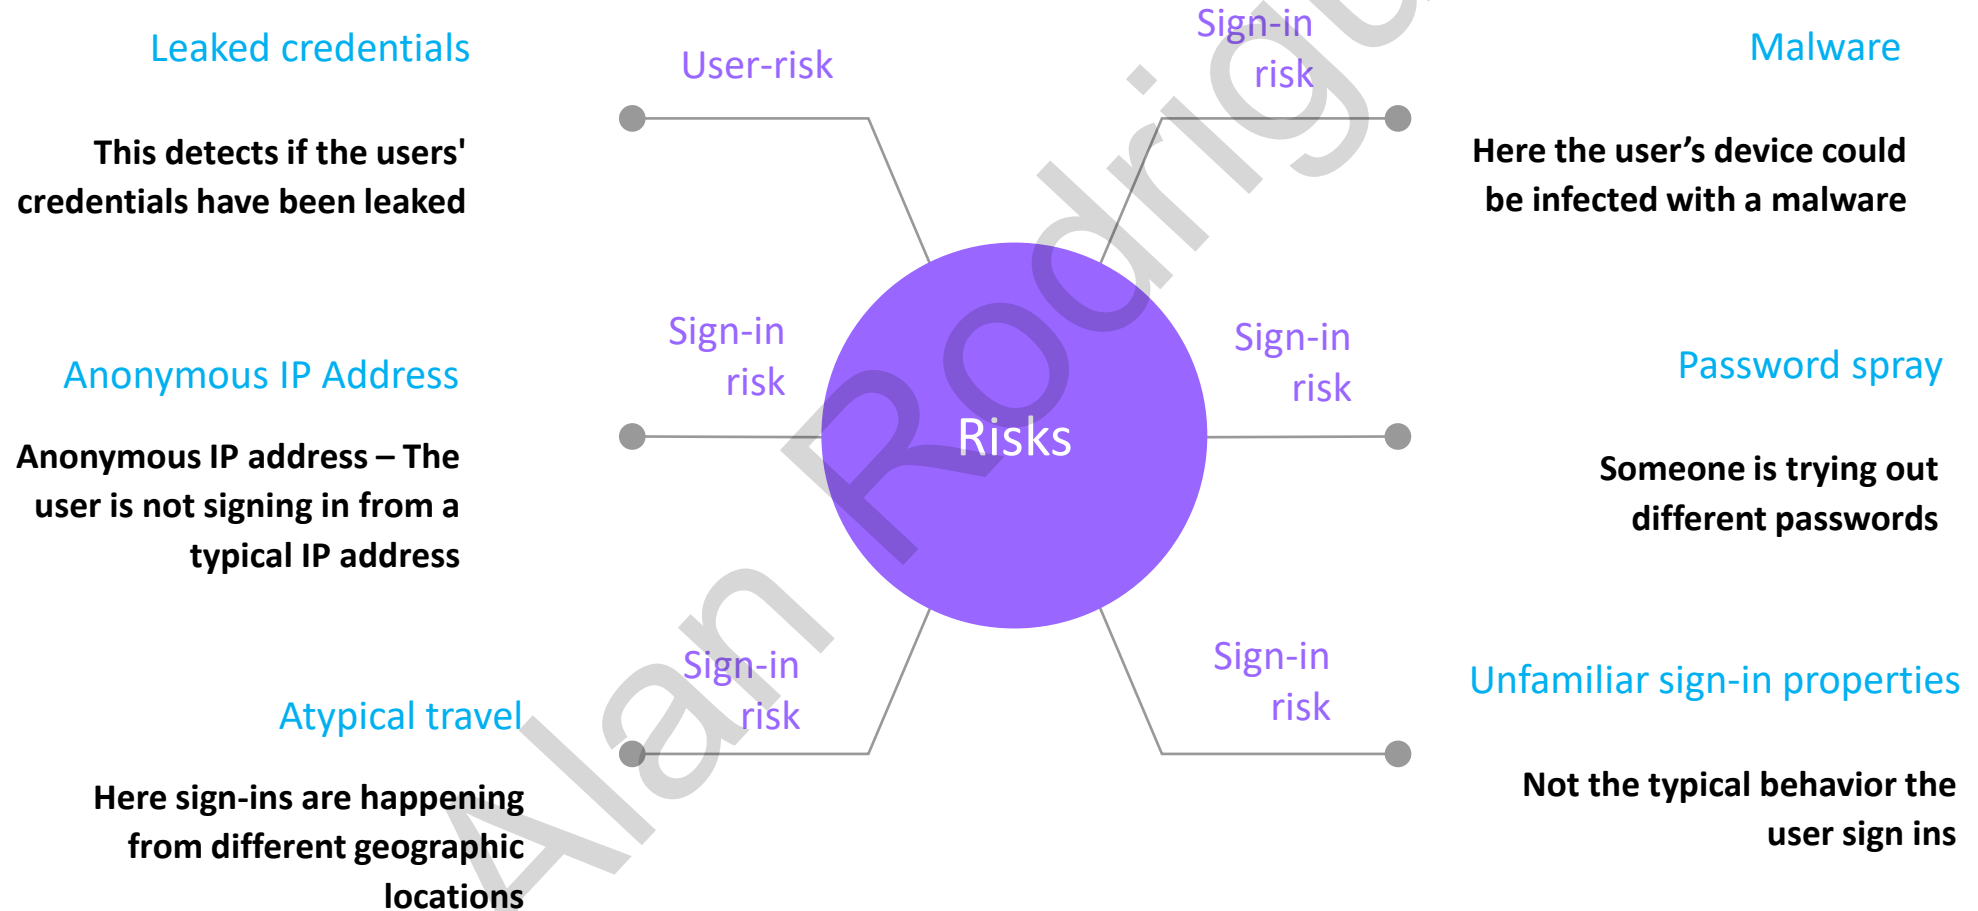 Leaked credentials
This detects if the users'
credentials have been leaked
User-risk
Sign-in
risk
Malware
Here the user’s device could
be infected with a malware
Anonymous IP Address
Anonymous IP address – The
user is not signing in from a
typical IP address
Sign-in
risk
Risks
Sign-in
risk
Password spray
Someone is trying out
different passwords
Atypical travel
Here sign-ins are happening
from different geographic
locations
Sign-in
risk
Sign-in
risk
Unfamiliar sign-in properties
Not the typical behavior the
user sign ins
Alan